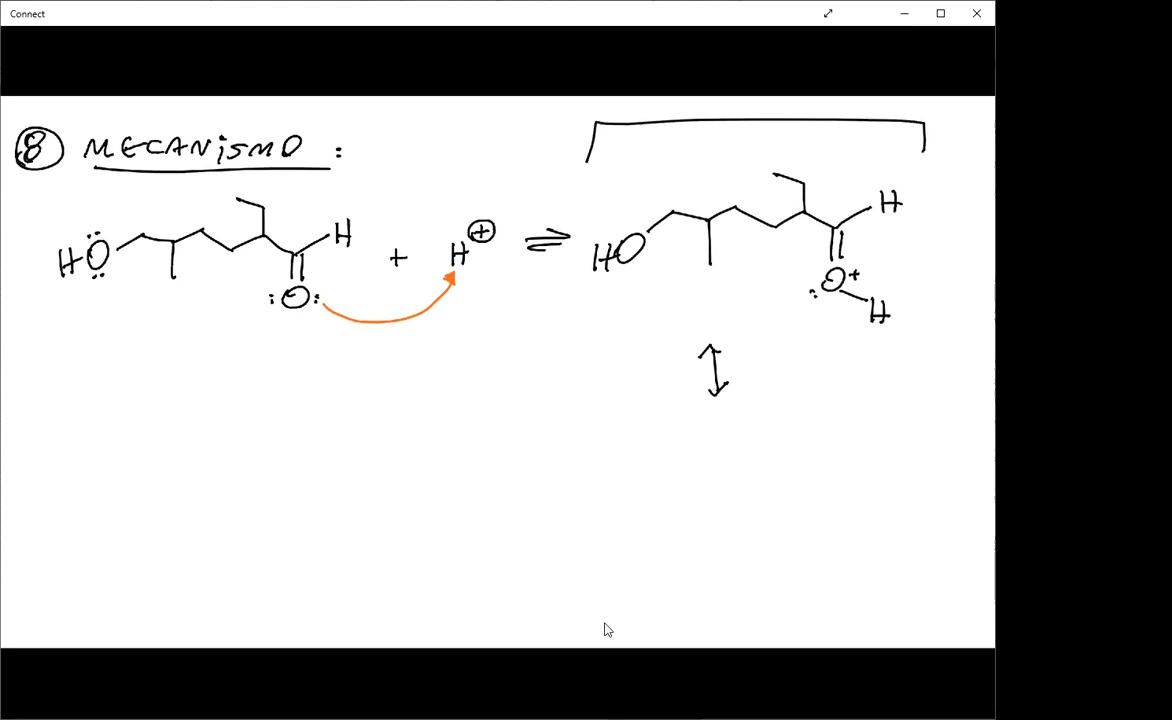 Connect
8 MECANiSMO :
H
H
HO
+
H +
⇌
HO
:O:
:O+
H